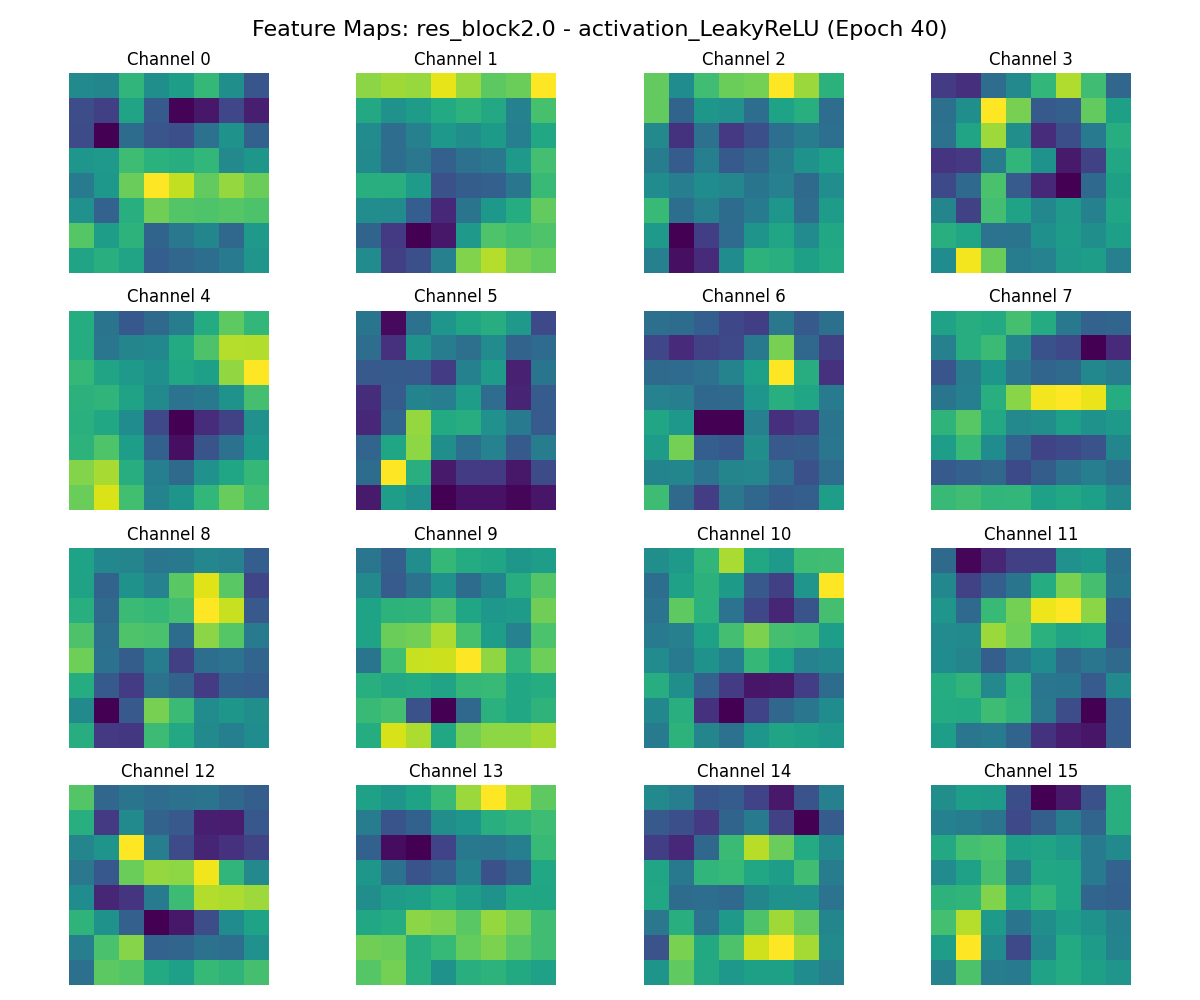 Feature Maps: res_block2.0 - activation_LeakyReLU (Epoch 40)
Channel 0
Channel 1
Channel 2
Channel 3
Channel 4
Channel 5
Channel 6
Channel 7
Channel 8
Channel 9
Channel 10
Channel 11
Channel 12
Channel 13
Channel 14
Channel 15